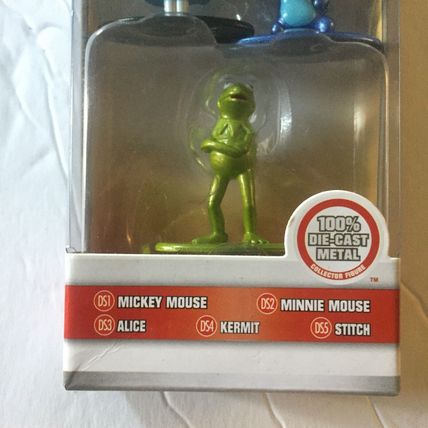 100%
DIE-CAST
METAL
COLLECTOR FIGURE
TM
DS1 MICKEY MOUSE DS2 MINNIE MOUSE
DS3 ALICE DS4 KERMIT DS5 STITCH